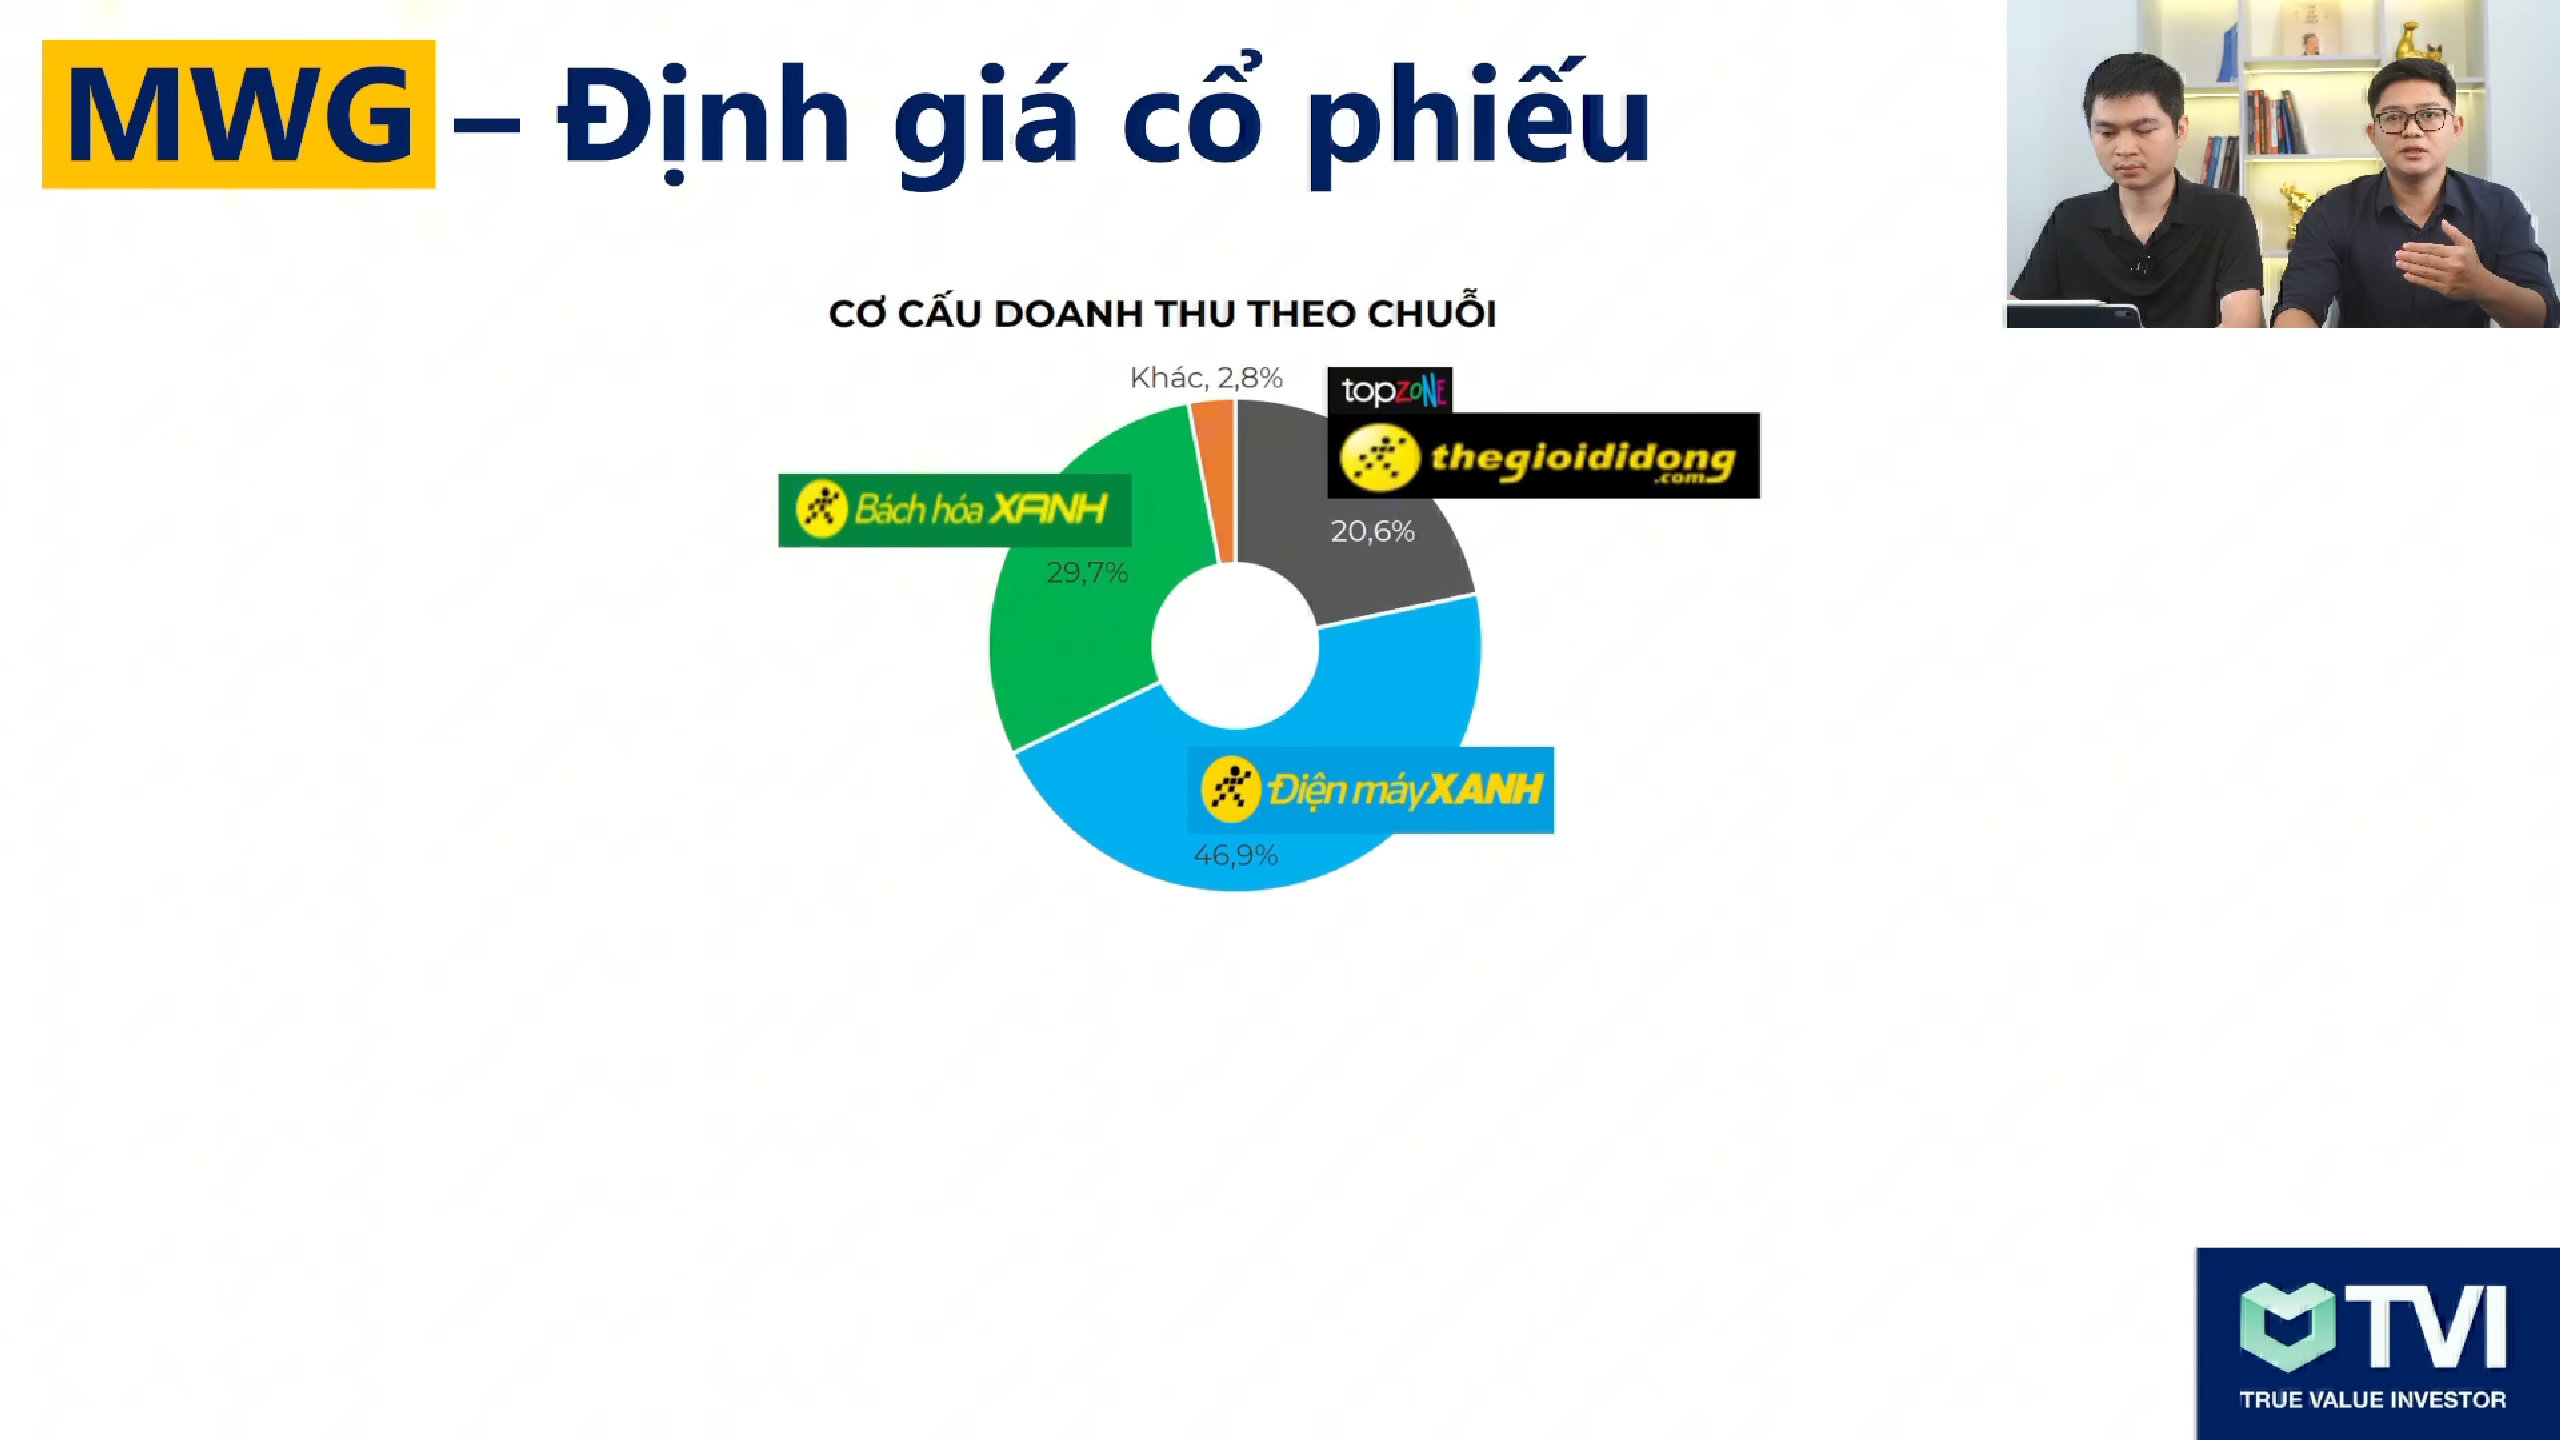 MWG – Định giá cổ phiếu
CƠ CẤU DOANH THU THEO CHUỖI
Khác, 2,8%
topzone
thegioididong
.com
20,6%
Bách hóa XANH
29,7%
Điện máy XANH
46,9%
TVI
TRUE VALUE INVESTOR